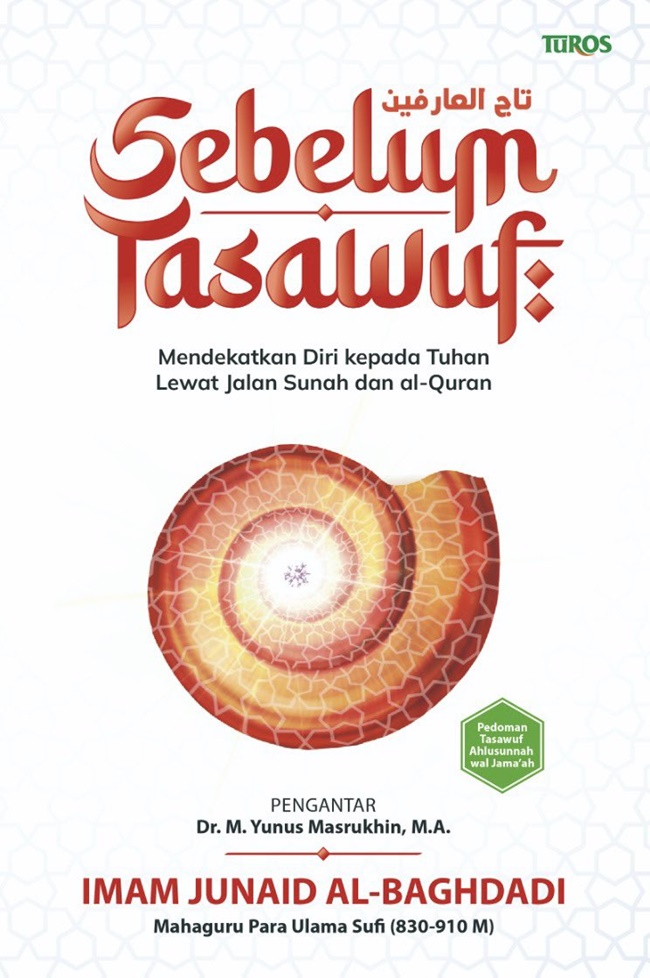 TUROS
تاج العارفين
Sebelum
Tasawuf:
Mendekatkan Diri kepada Tuhan
Lewat Jalan Sunah dan al-Quran
Pedoman
Tasawuf
Ahlusunnah
wal Jama'ah
PENGANTAR
Dr. M. Yunus Masrukhin, M.A.
IMAM JUNAID AL-BAGHDADI
Mahaguru Para Ulama Sufi (830-910 M)